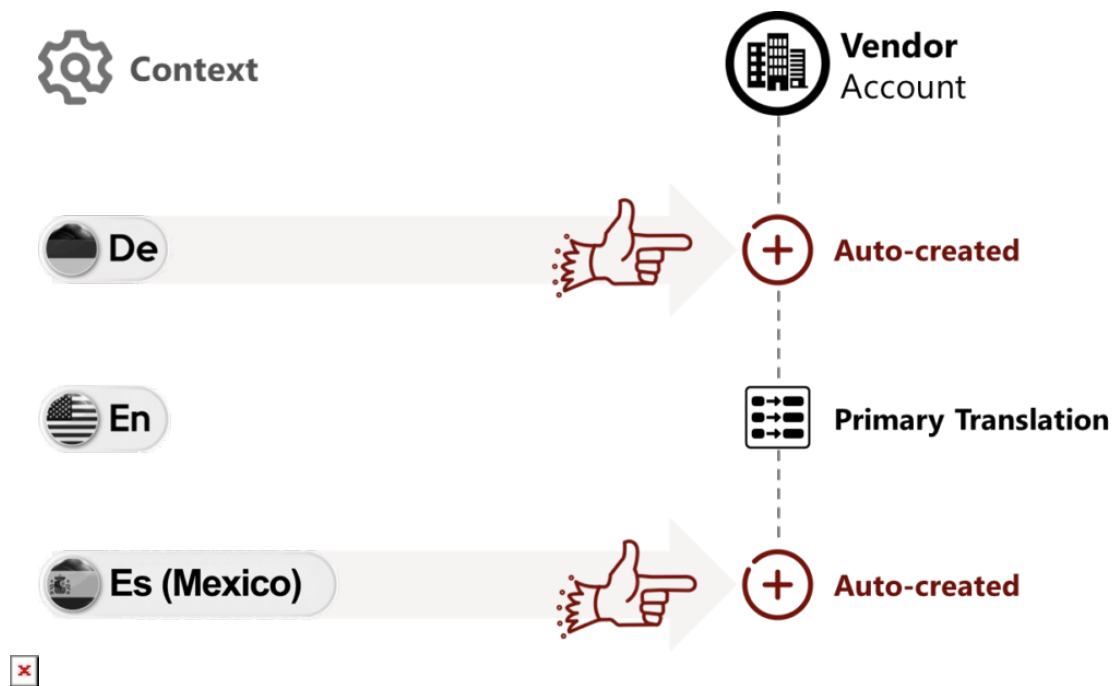 Context
Vendor
Account
De
Auto-created
En
Primary Translation
Es (Mexico)
Auto-created